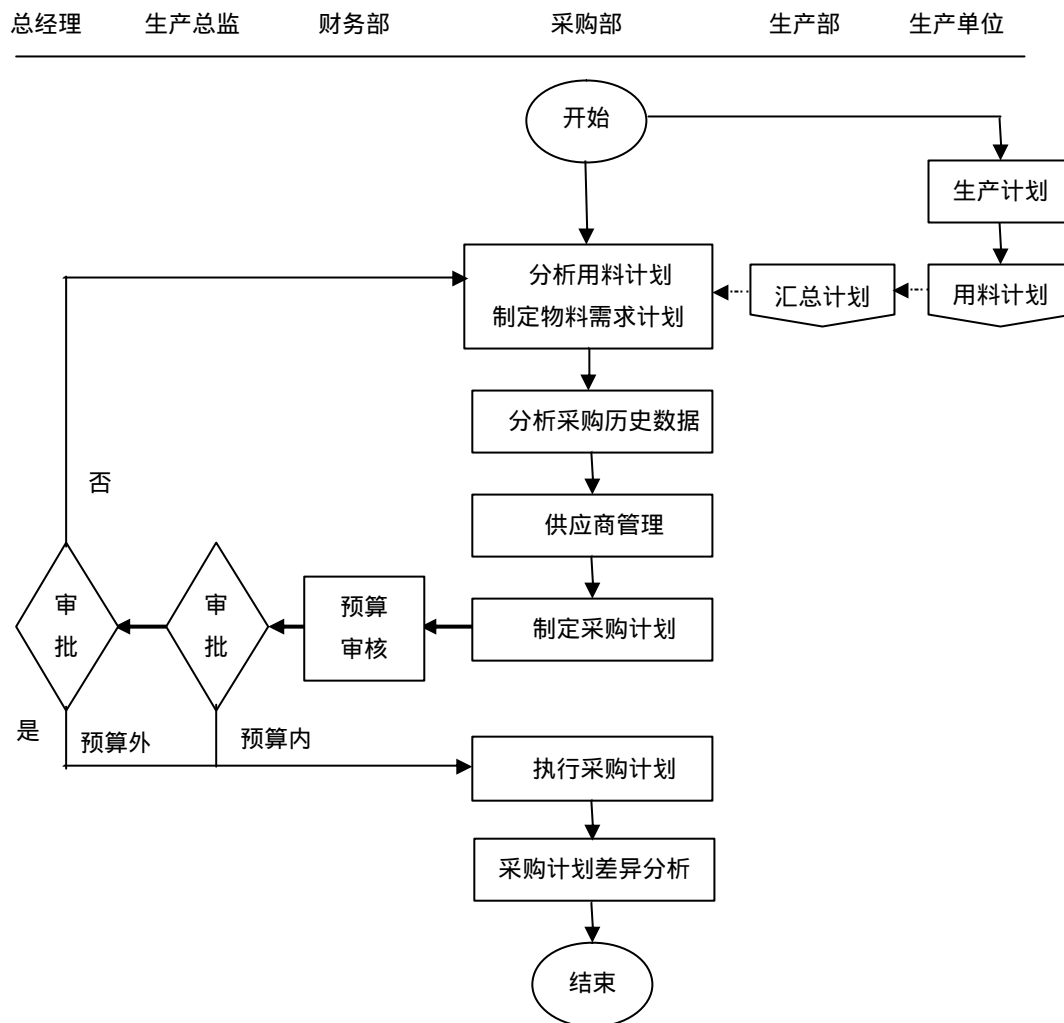 总经理 生产总监 财务部 采购部 生产部 生产单位
开始
生产计划
分析用料计划
制定物料需求计划
汇总计划
用料计划
分析采购历史数据
否
供应商管理
审
批
审
批
预算
审核
制定采购计划
是
预算外
预算内
执行采购计划
采购计划差异分析
结束